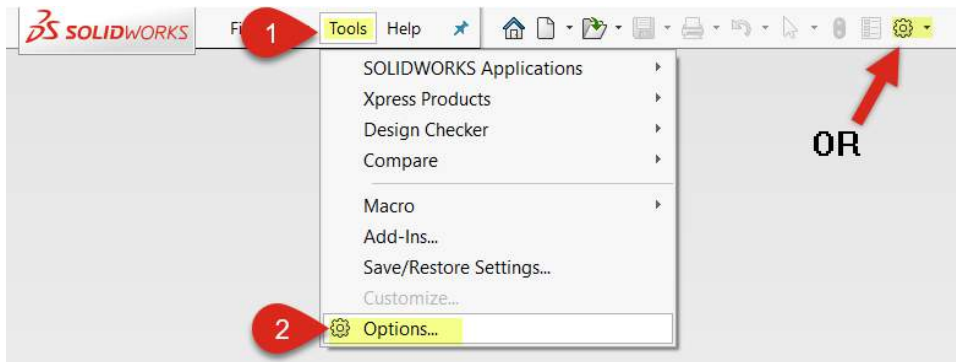 SOLIDWORKS Fi 1 Tools Help
SOLIDWORKS Applications
Xpress Products
Design Checker
OR
Compare
Macro
Add-Ins...
Save/Restore Settings...
Customize...
2 Options...